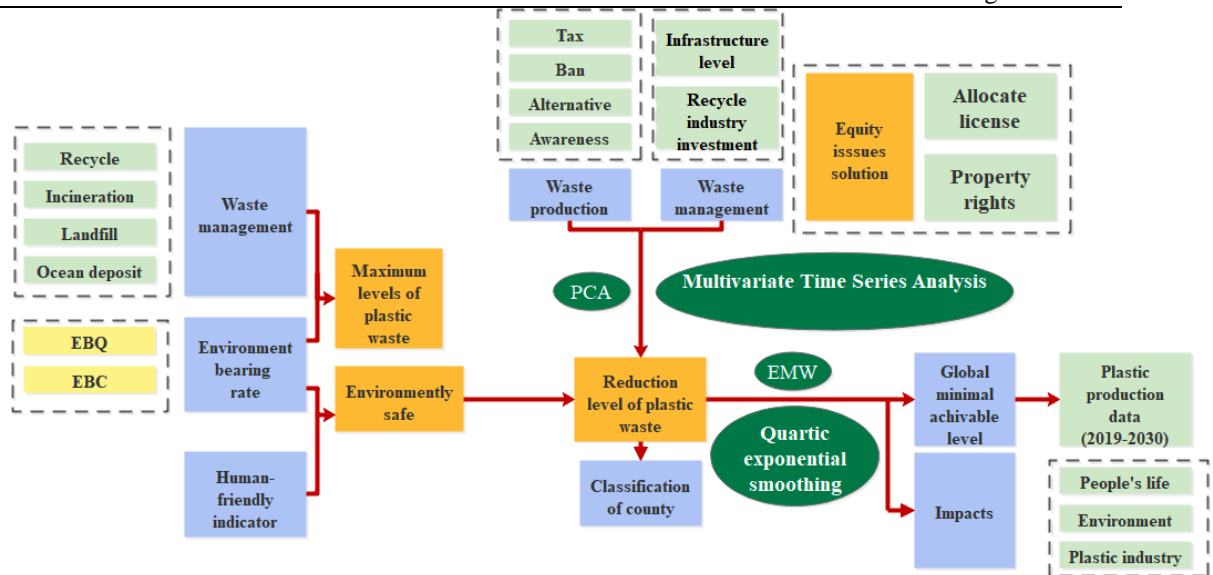 Tax
Ban
Alternative
Awareness
Infrastructure
level
Recycle
industry
investment
Equity
isssues
solution
Allocate
license
Property
rights
Recycle
Incineration
Landfill
Ocean deposit
Waste
management
Waste
production
Waste
management
Maximum
levels of
plastic
waste
PCA
Multivariate Time Series Analysis
EBQ
EBC
Environment
bearing
rate
Environmently
safe
Reduction
level of plastic
waste
EMW
Quartic
exponential
smoothing
Global
minimal
achivable
level
Plastic
production
data
(2019-2030)
Human-
friendly
indicator
Classification
of county
Impacts
People's life
Environment
Plastic industry